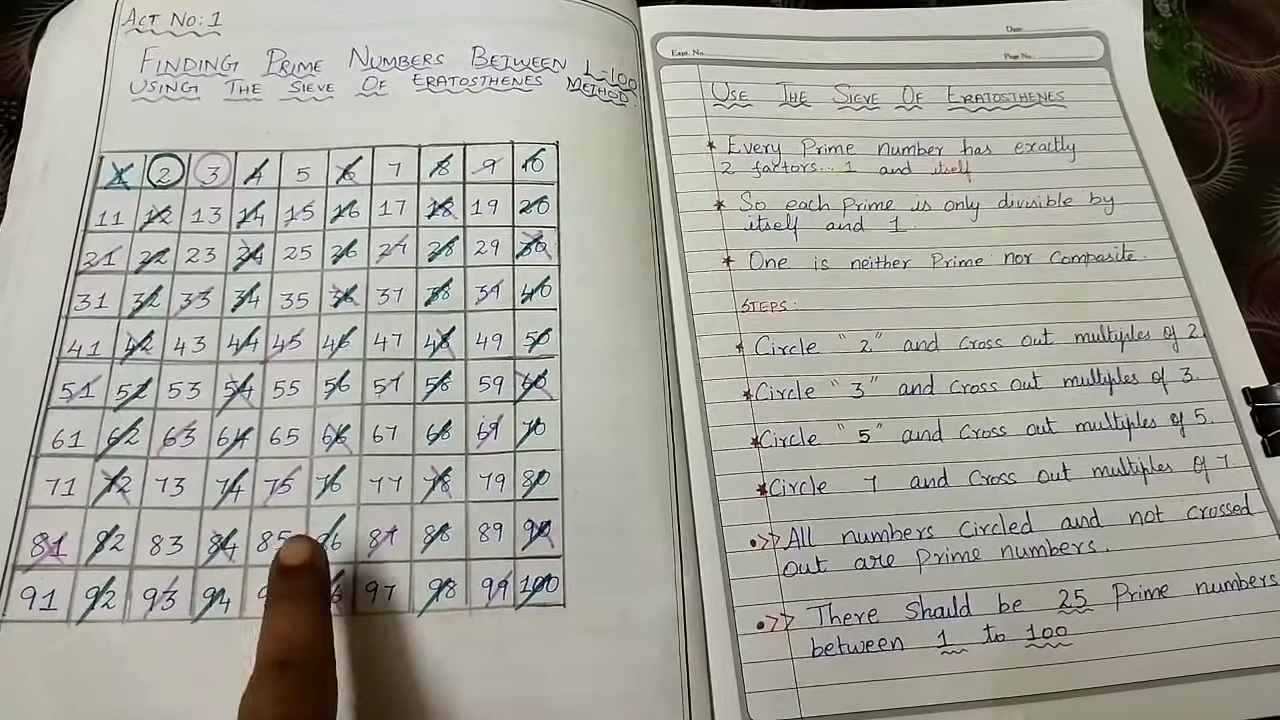 ACT NO: 1
FINDING PRIME NUMBERS BETWEEN 1-100
USING THE SIEVE OF ERATOSTHENES METHOD.
1 2 3 4 5 6 7 8 9 10
11 12 13 14 15 16 17 18 19 20
21 22 23 24 25 26 27 28 29 30
31 32 33 34 35 36 37 38 39 40
41 42 43 44 45 46 47 48 49 50
51 52 53 54 55 56 57 58 59 60
61 62 63 64 65 66 67 68 69 70
71 72 73 74 75 76 77 78 79 80
81 82 83 84 85 86 87 88 89 90
91 92 93 94 97 98 99 100
Date
Expt. No.
Page No.
USE THE SIEVE OF ERATOSTHENES
* Every Prime number has exactly
2 factors... 1 and itself
* So each prime is only divisible by
itself and 1.
* One is neither Prime nor Composite.
STEPS:
* Circle "2" and Cross out multiples of 2.
* Circle "3" and Cross out multiples of 3.
* Circle "5" and Cross out multiples of 5.
* Circle 7 and Cross out multiples of 7.
•>> All numbers Circled and not crossed
out are Prime numbers.
•>> There should be 25 Prime numbers
between 1 to 100